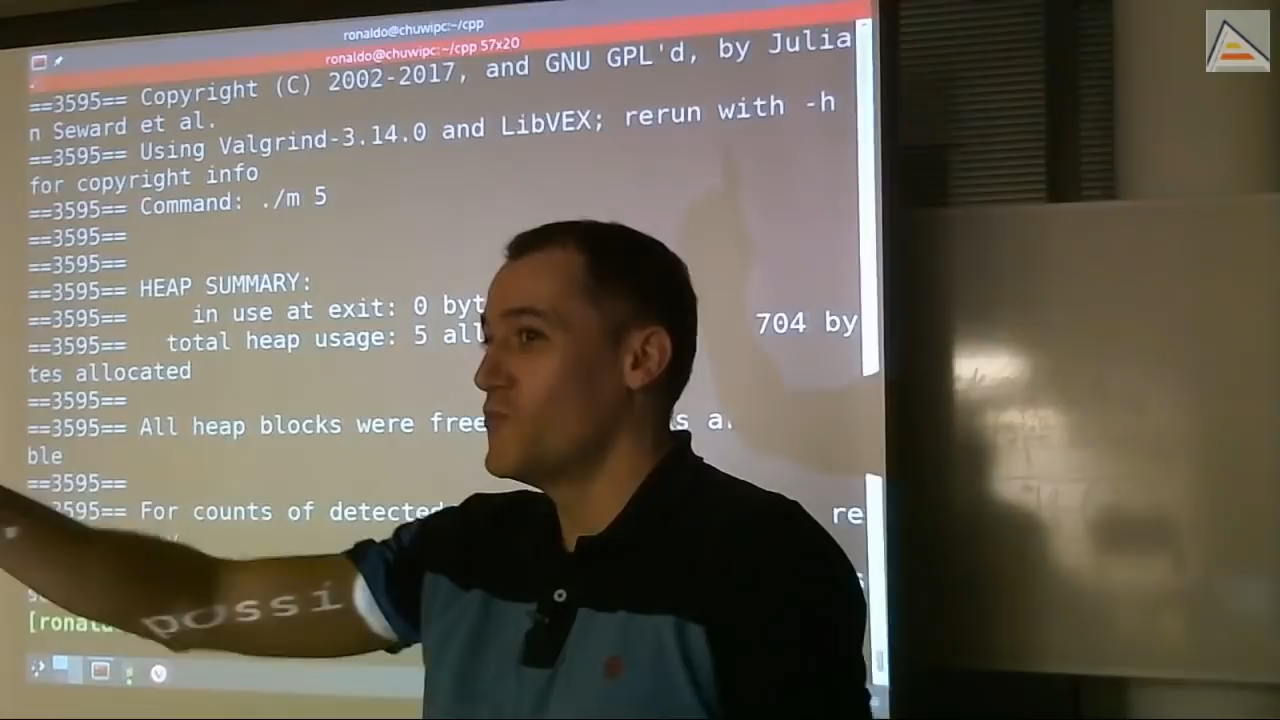 ronaldo@chuwipc:~/cpp
ronaldo@chuwipc:~/cpp 57x20
==3595== Copyright (C) 2002-2017, and GNU GPL'd, by Julia
n Seward et al.
==3595== Using Valgrind-3.14.0 and LibVEX; rerun with -h
for copyright info
==3595== Command: ./m 5
==3595==
==3595==
==3595== HEAP SUMMARY:
==3595== in use at exit: 0 byt
==3595== total heap usage: 5 all 704 by
tes allocated
==3595==
==3595== All heap blocks were free s a
ble
==3595==
3595== For counts of detected re
possi
[ronal